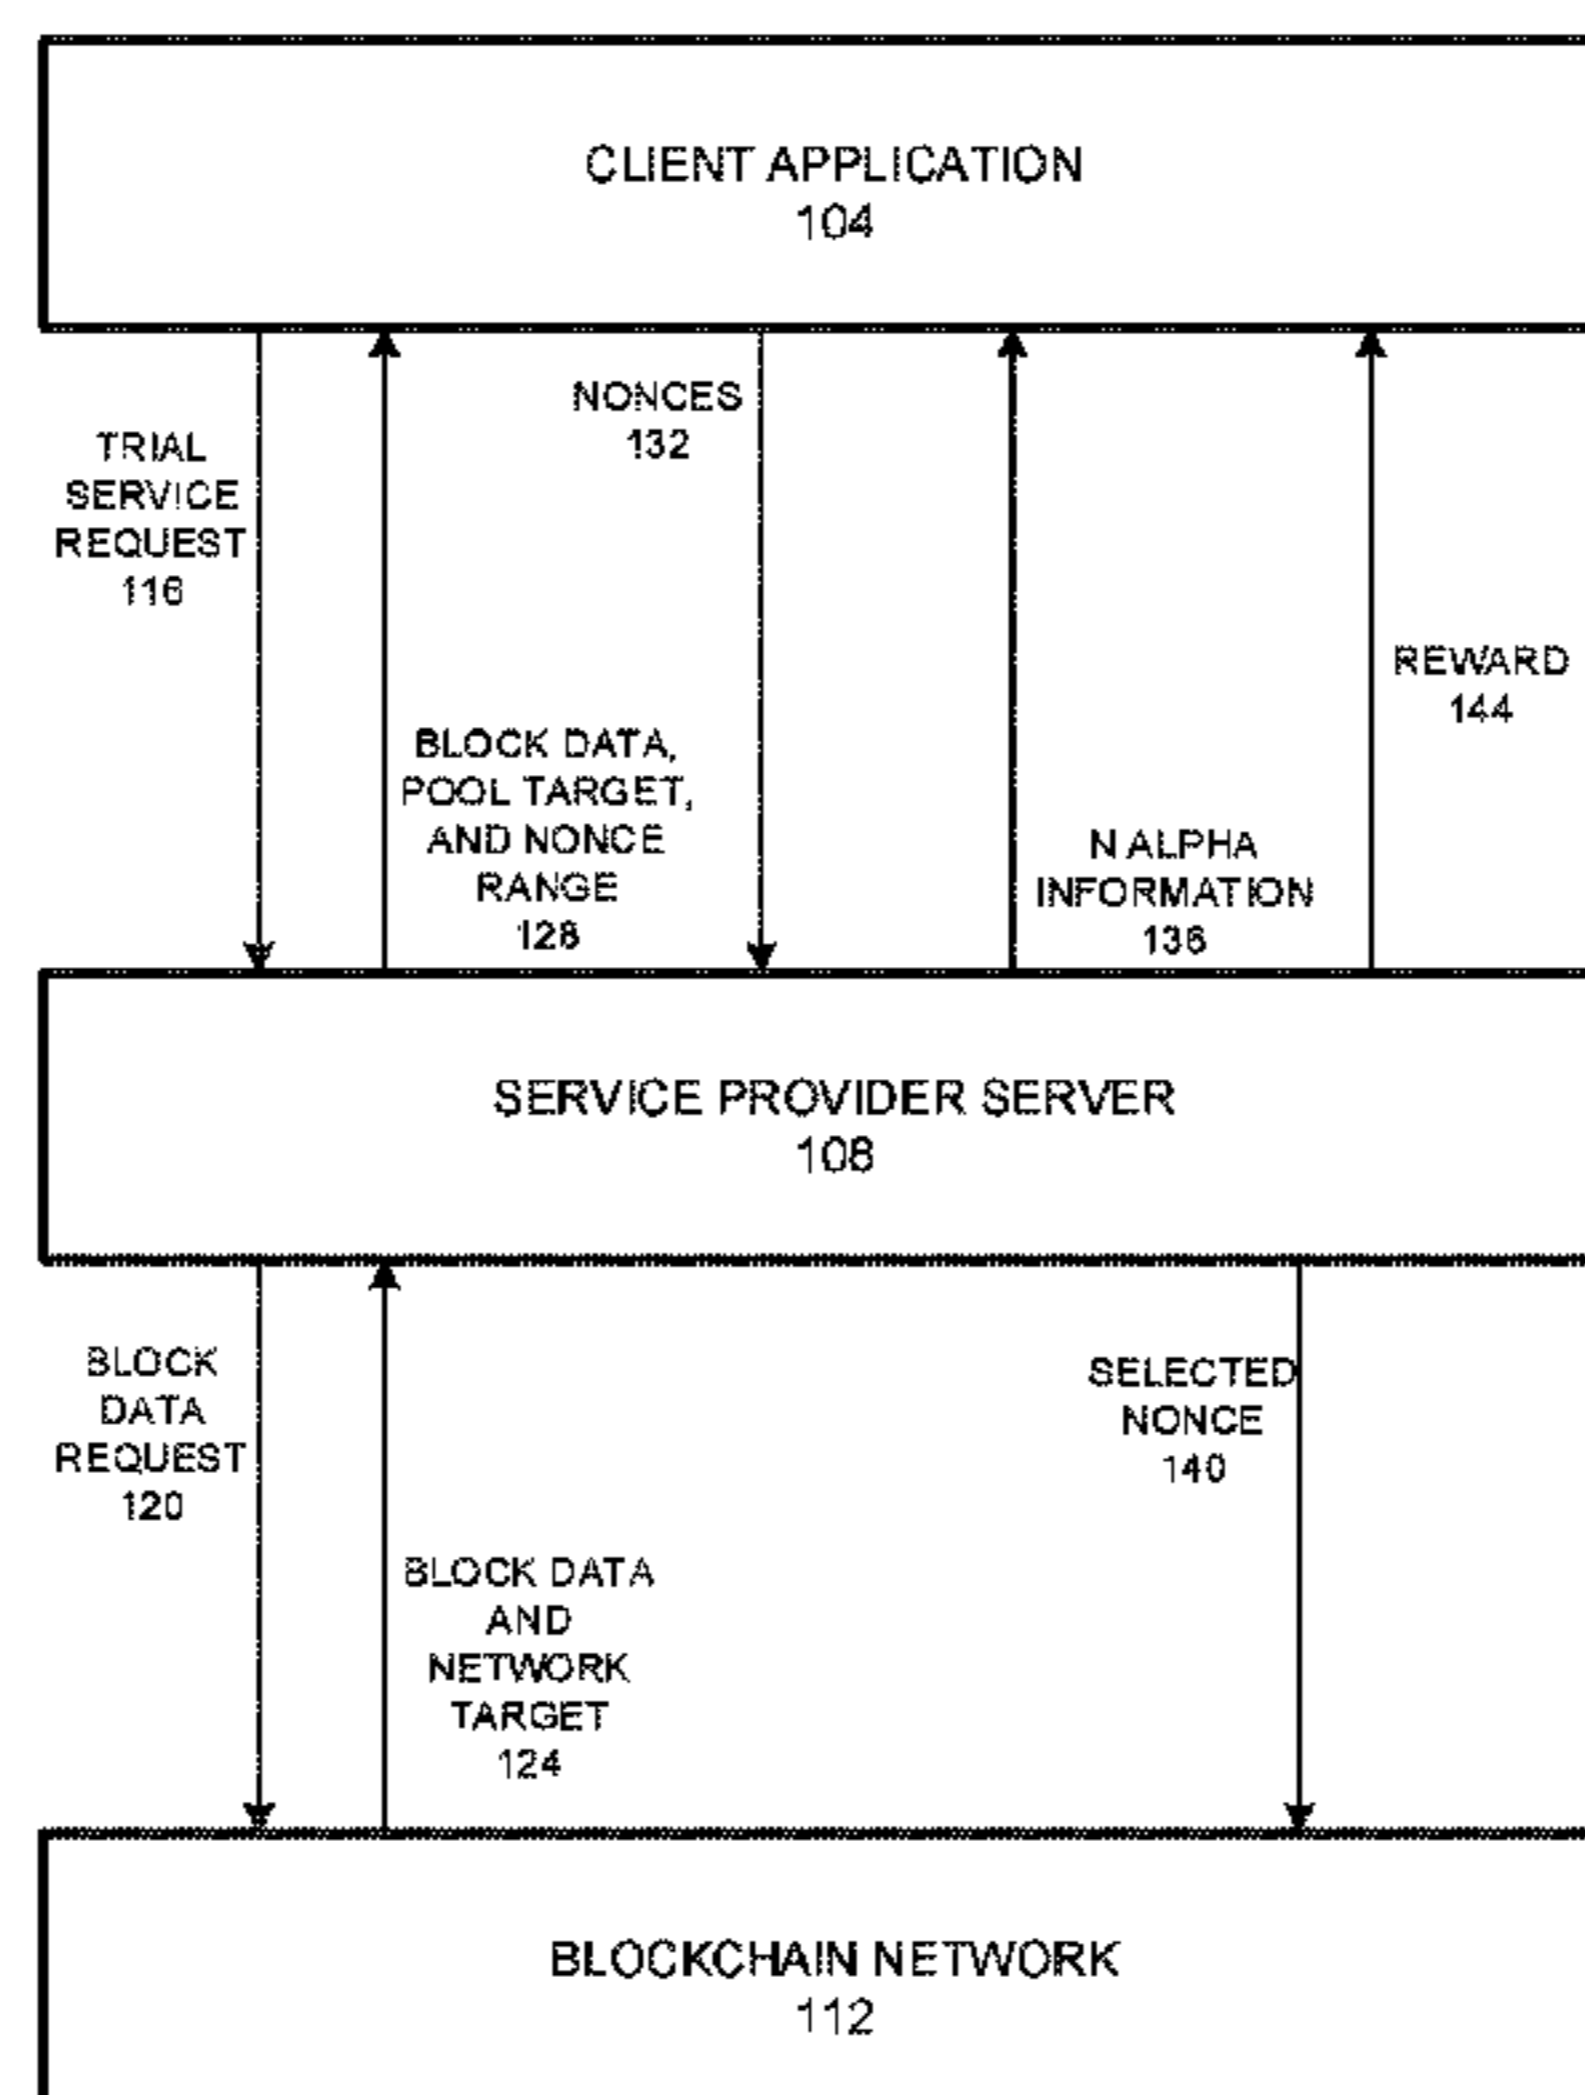 CLIENT APPLICATION
104
TRIAL
SERVICE
REQUEST
116
BLOCK DATA,
POOL TARGET,
AND NONCE
RANGE
128
NONCES
132
N ALPHA
INFORMATION
136
REWARD
144
SERVICE PROVIDER SERVER
108
BLOCK
DATA
REQUEST
120
BLOCK DATA
AND
NETWORK
TARGET
124
SELECTED
NONCE
140
BLOCKCHAIN NETWORK
112